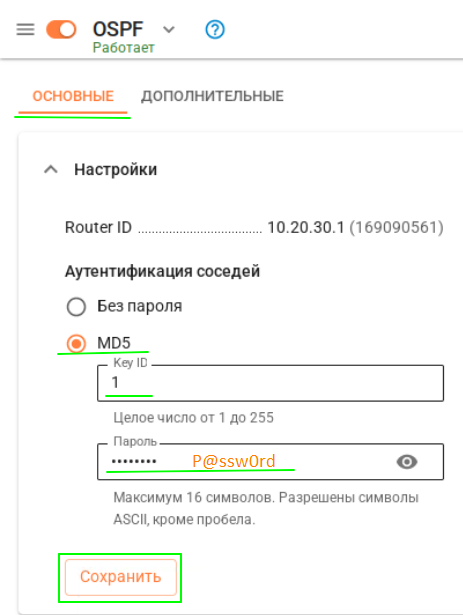 OSPF
Работает
ОСНОВНЫЕ ДОПОЛНИТЕЛЬНЫЕ
Настройки
Router ID ..................................... 10.20.30.1 (169090561)
Аутентификация соседей
Без пароля
MD5
Key ID
1
Целое число от 1 до 255
Пароль
•••••••• P@ssw0rd
Максимум 16 символов. Разрешены символы
ASCII, кроме пробела.
Сохранить